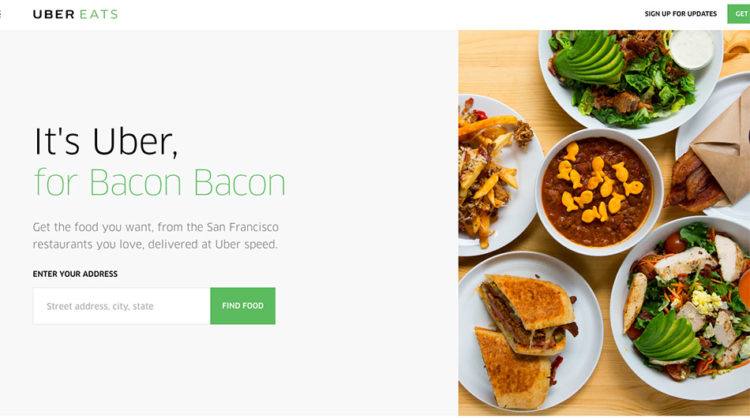 UBER EATS
SIGN UP FOR UPDATES
GET
It's Uber,
for Bacon Bacon
Get the food you want, from the San Francisco
restaurants you love, delivered at Uber speed.
ENTER YOUR ADDRESS
Street address, city, state
FIND FOOD